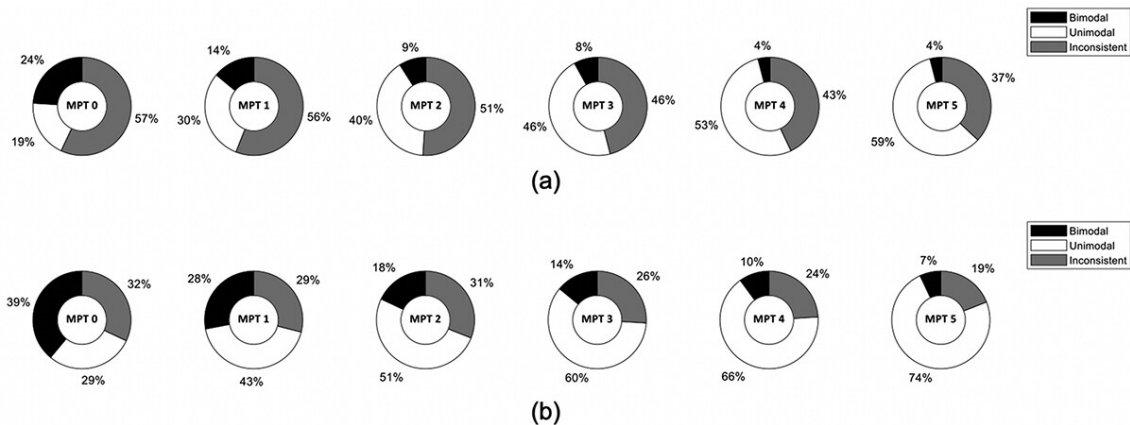 Bimodal
Unimodal
Inconsistent
24% 14% 9% 8% 4% 4%
MPT 0 MPT 1 MPT 2 MPT 3 MPT 4 MPT 5
57% 56% 51% 46% 43% 37%
19% 30% 40% 46% 53% 59%
(a)
Bimodal
Unimodal
Inconsistent
39% 32% 28% 29% 18% 31% 14% 26% 10% 24% 7% 19%
MPT 0 MPT 1 MPT 2 MPT 3 MPT 4 MPT 5
29% 43% 51% 60% 66% 74%
(b)